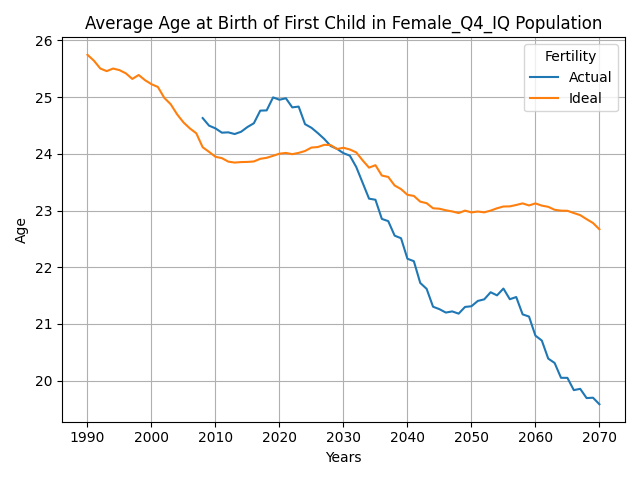 Average Age at Birth of First Child in Female_Q4_IQ Population
Fertility
Actual
Ideal
Age
26
25
24
23
22
21
20
1990 2000 2010 2020 2030 2040 2050 2060 2070
Years